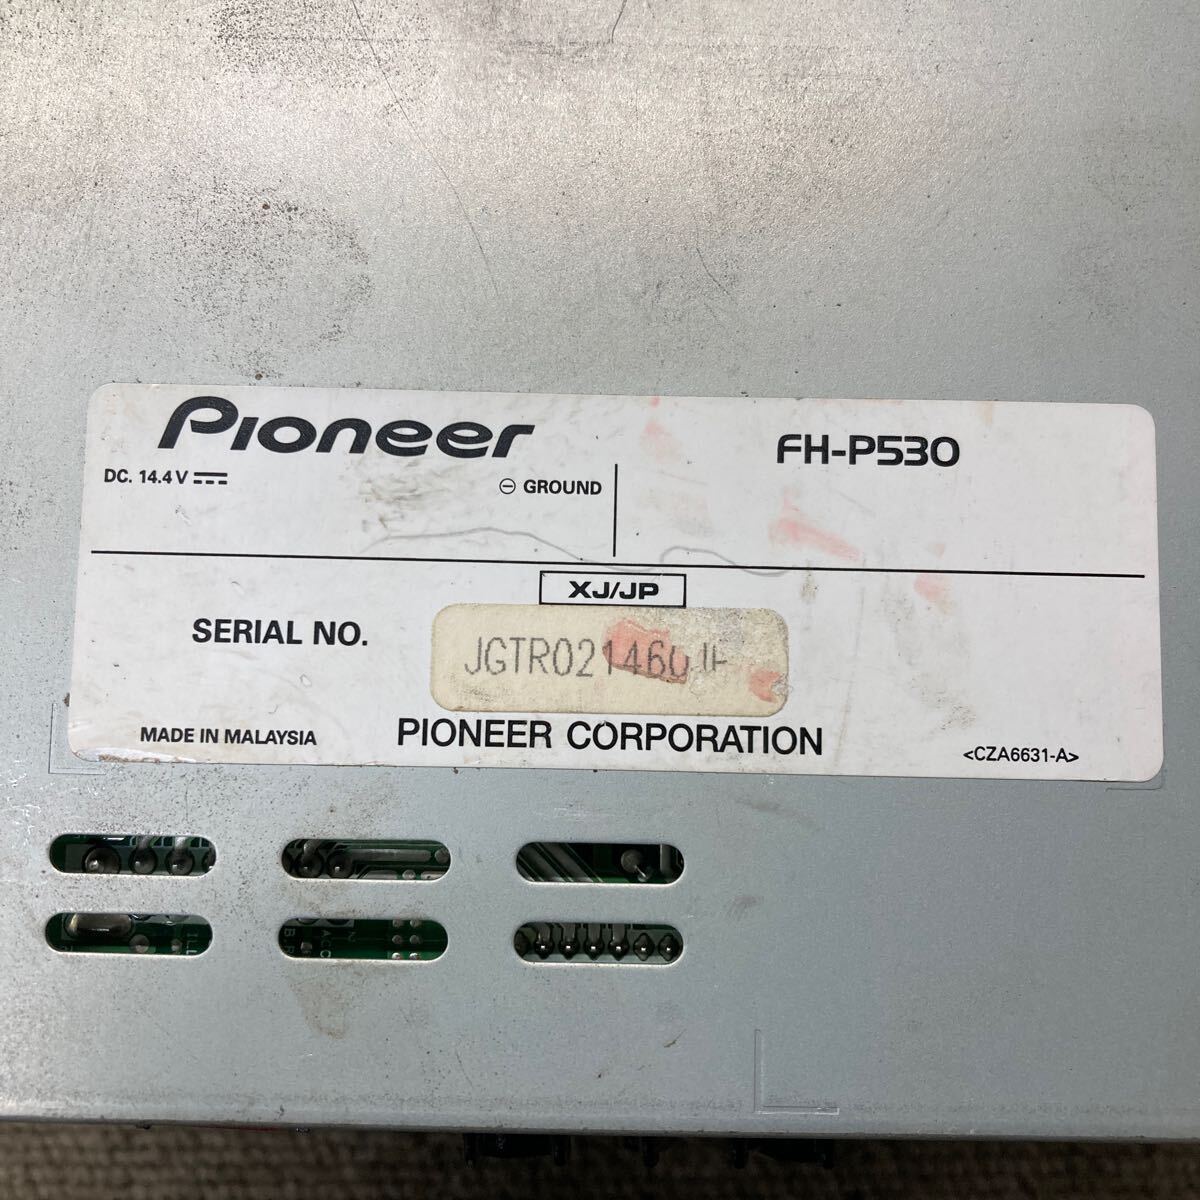 Pioneer
FH-P530
DC. 14.4 V
⊖ GROUND
XJ/JP
SERIAL NO.
MADE IN MALAYSIA
PIONEER CORPORATION
<CZA6631-A>